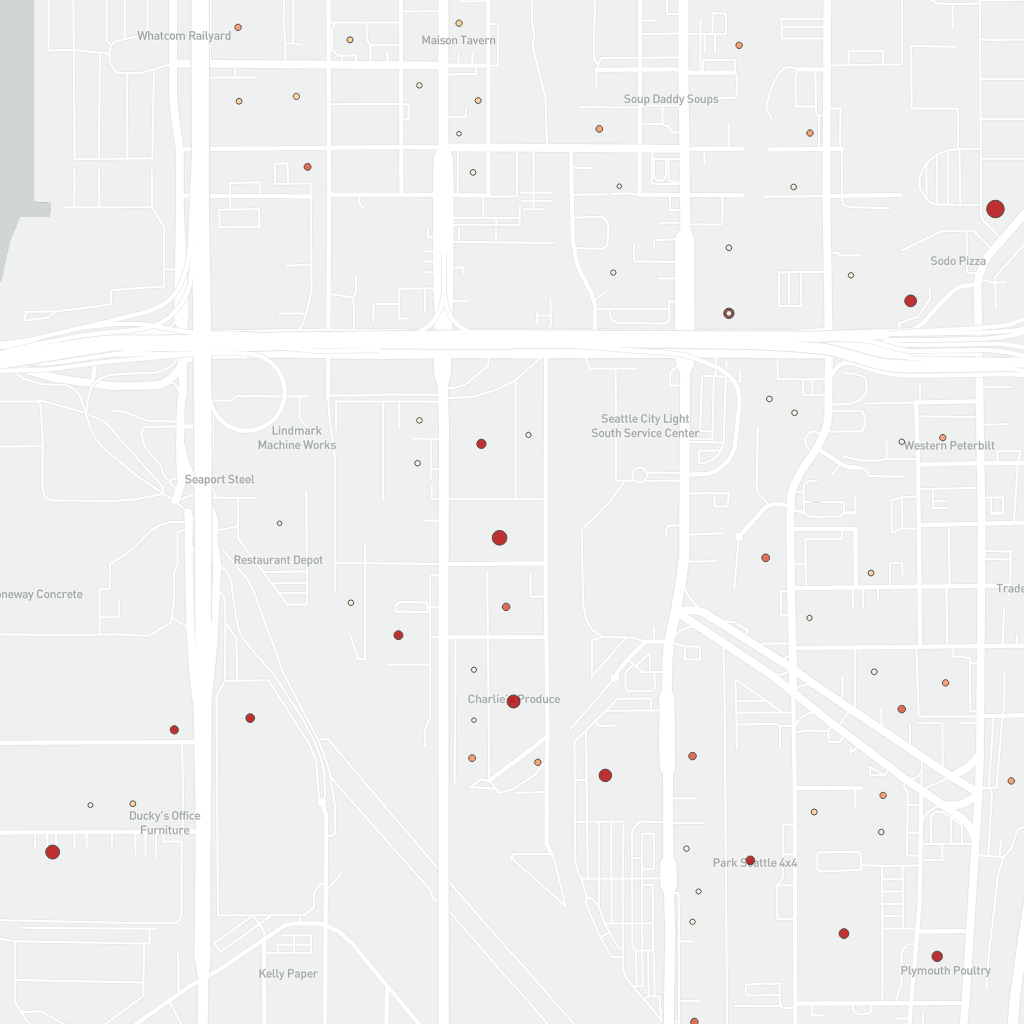 Whatcom Railyard
Maison Tavern
Soup Daddy Soups
Sodo Pizza
Seattle City Light
South Service Center
Lindmark
Machine Works
Western Peterbilt
Seaport Steel
Restaurant Depot
oneway Concrete
Trade
Charlie's Produce
Ducky's Office
Furniture
Park Seattle 4x4
Kelly Paper
Plymouth Poultry